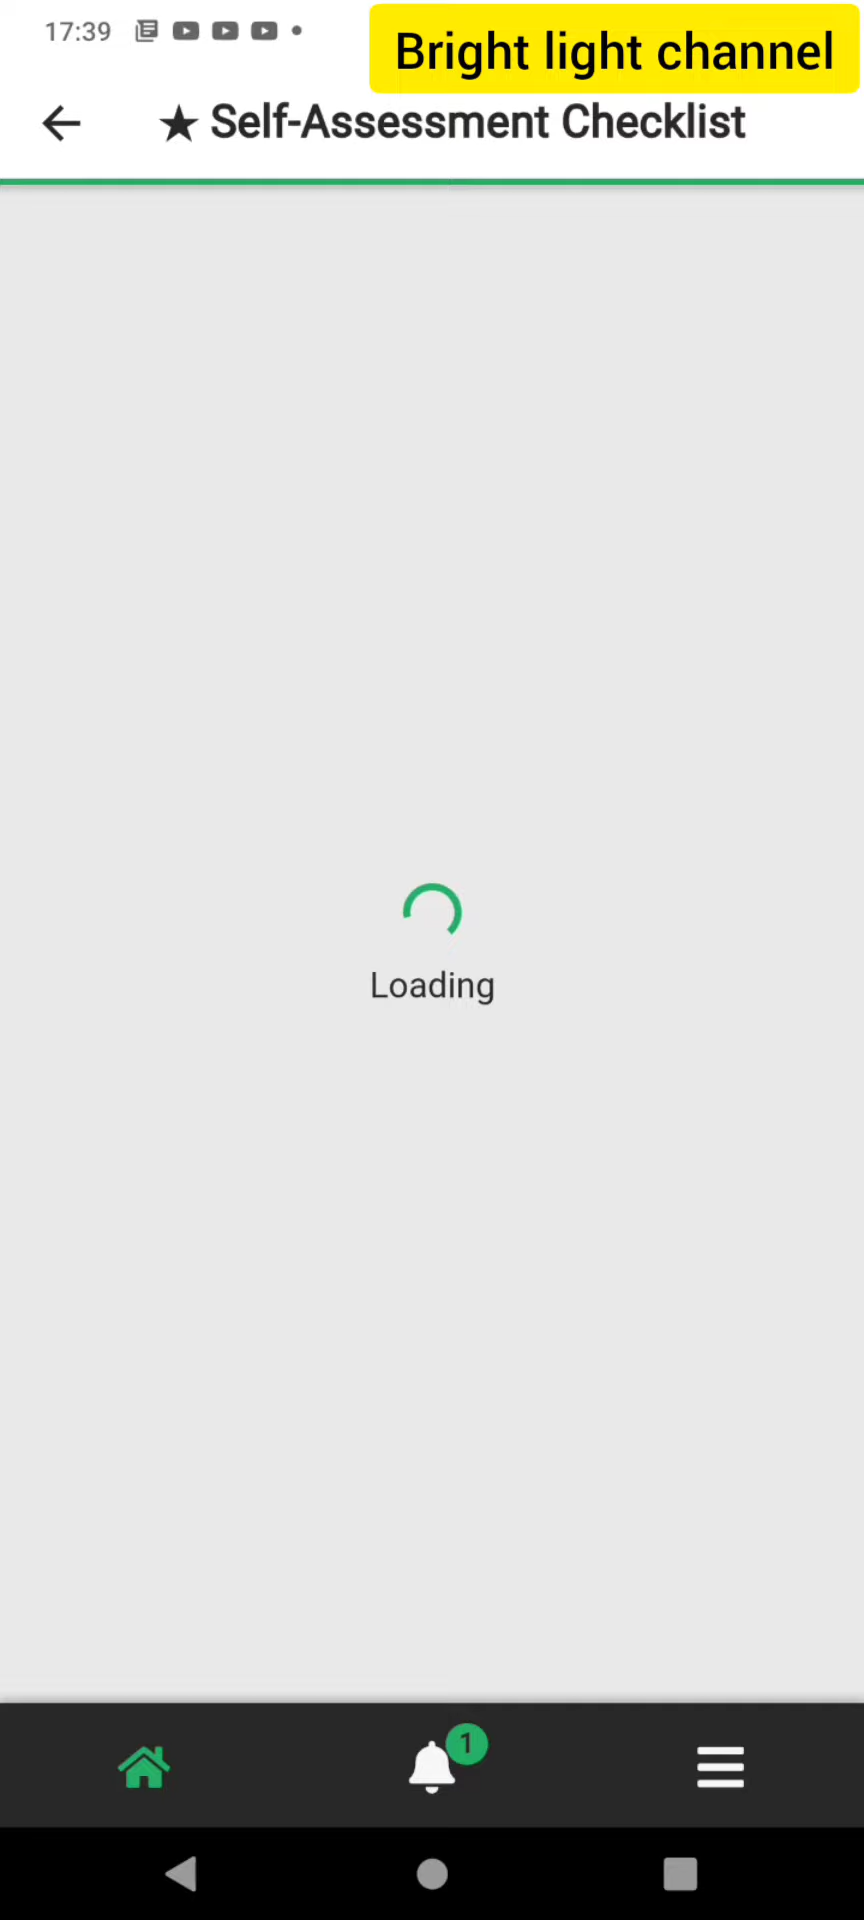 17:39
Bright light channel
★ Self-Assessment Checklist
Loading
1